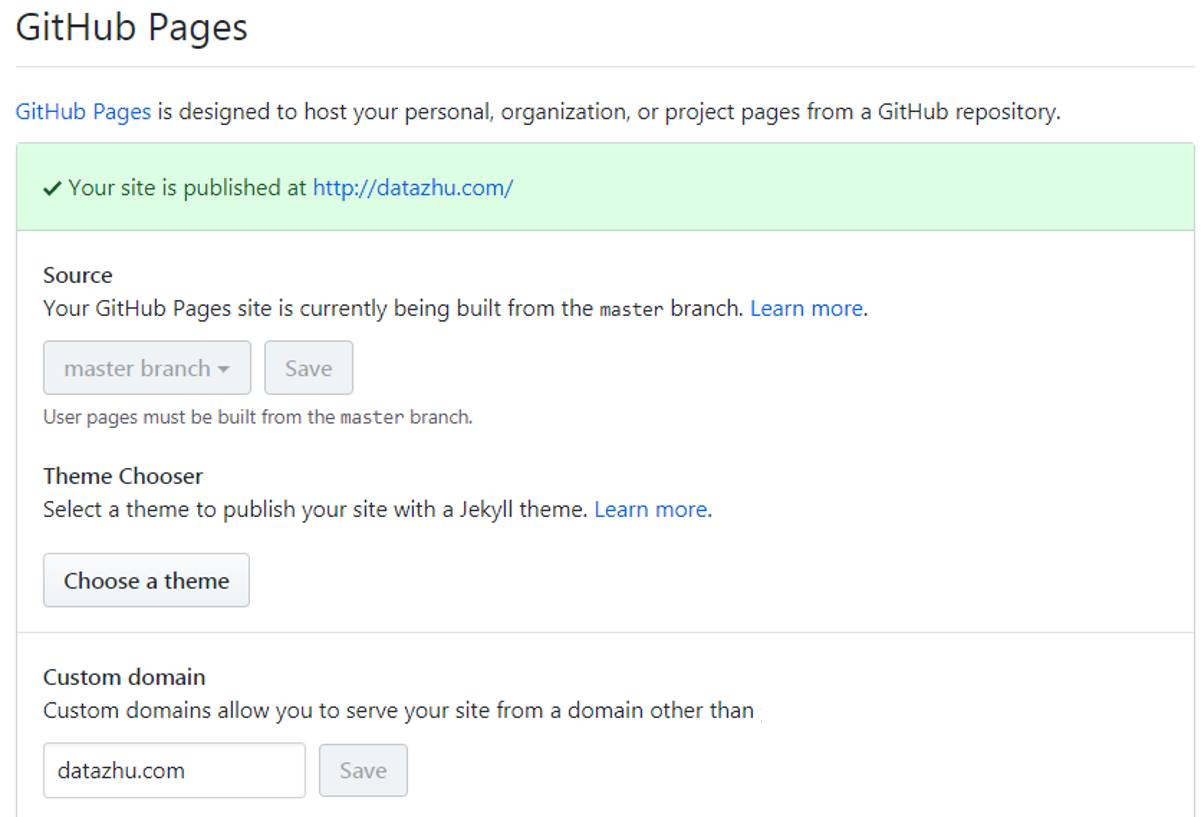 GitHub Pages
GitHub Pages is designed to host your personal, organization, or project pages from a GitHub repository.
Your site is published at http://datazhu.com/
Source
Your GitHub Pages site is currently being built from the master branch. Learn more.
master branch
Save
User pages must be built from the master branch.
Theme Chooser
Select a theme to publish your site with a Jekyll theme. Learn more.
Choose a theme
Custom domain
Custom domains allow you to serve your site from a domain other than
datazhu.com
Save